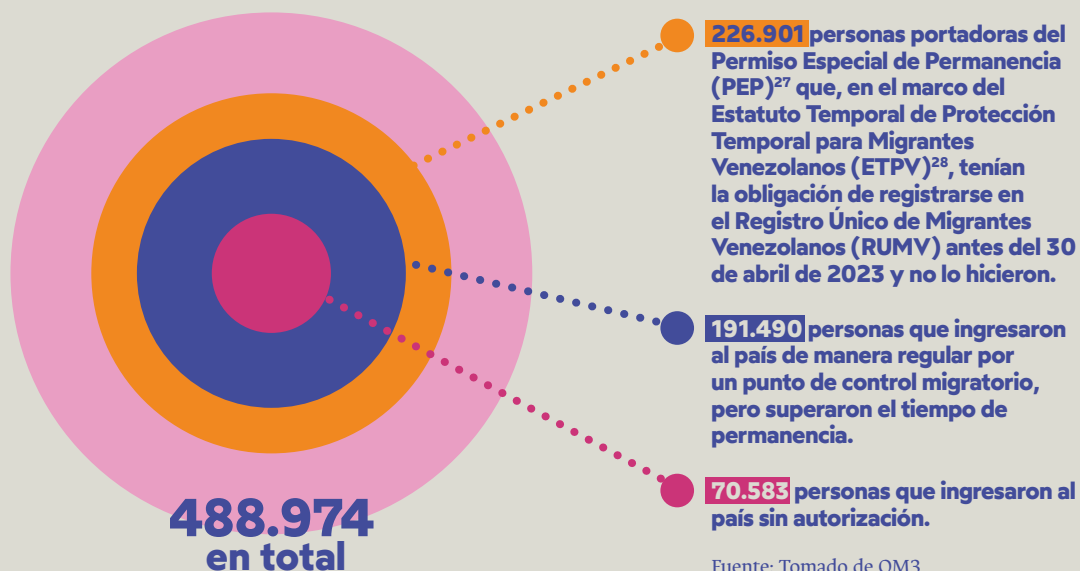 226.901 personas portadoras del
Permiso Especial de Permanencia
(PEP)27 que, en el marco del
Estatuto Temporal de Protección
Temporal para Migrantes
Venezolanos (ETPV)28, tenían
la obligación de registrarse en
el Registro Único de Migrantes
Venezolanos (RUMV) antes del 30
de abril de 2023 y no lo hicieron.
191.490 personas que ingresaron
al país de manera regular por
un punto de control migratorio,
pero superaron el tiempo de
permanencia.
70.583 personas que ingresaron al
país sin autorización.
488.974
en total
Fuente: Tomado de OM3